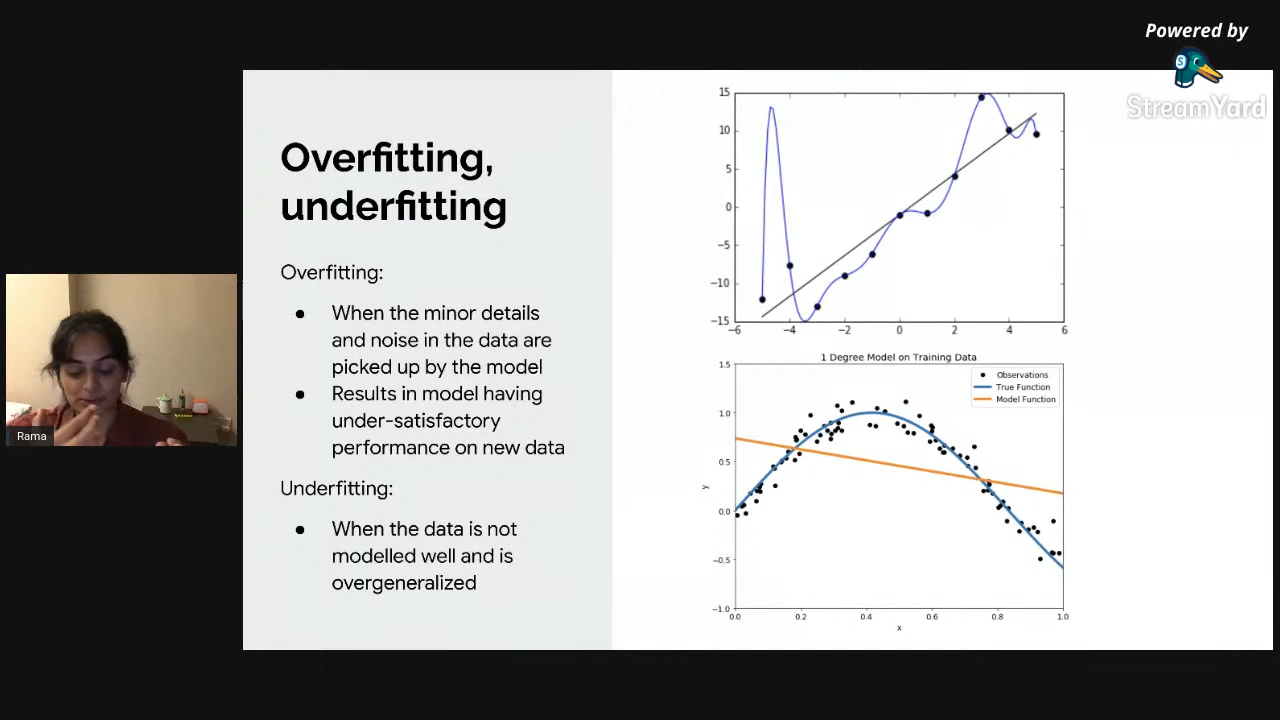 Powered by
StreamYard
Overfitting,
underfitting
Overfitting:
● When the minor details
and noise in the data are
picked up by the model
● Results in model having
under-satisfactory
performance on new data
Underfitting:
● When the data is not
modelled well and is
overgeneralized
Rama
15
10
5
0
−5
−10
−15
−6 −4 −2 0 2 4 6
1 Degree Model on Training Data
Observations
True Function
Model Function
1.5
1.0
0.5
0.0
−0.5
−1.0
y
0.0 0.2 0.4 0.6 0.8 1.0
x